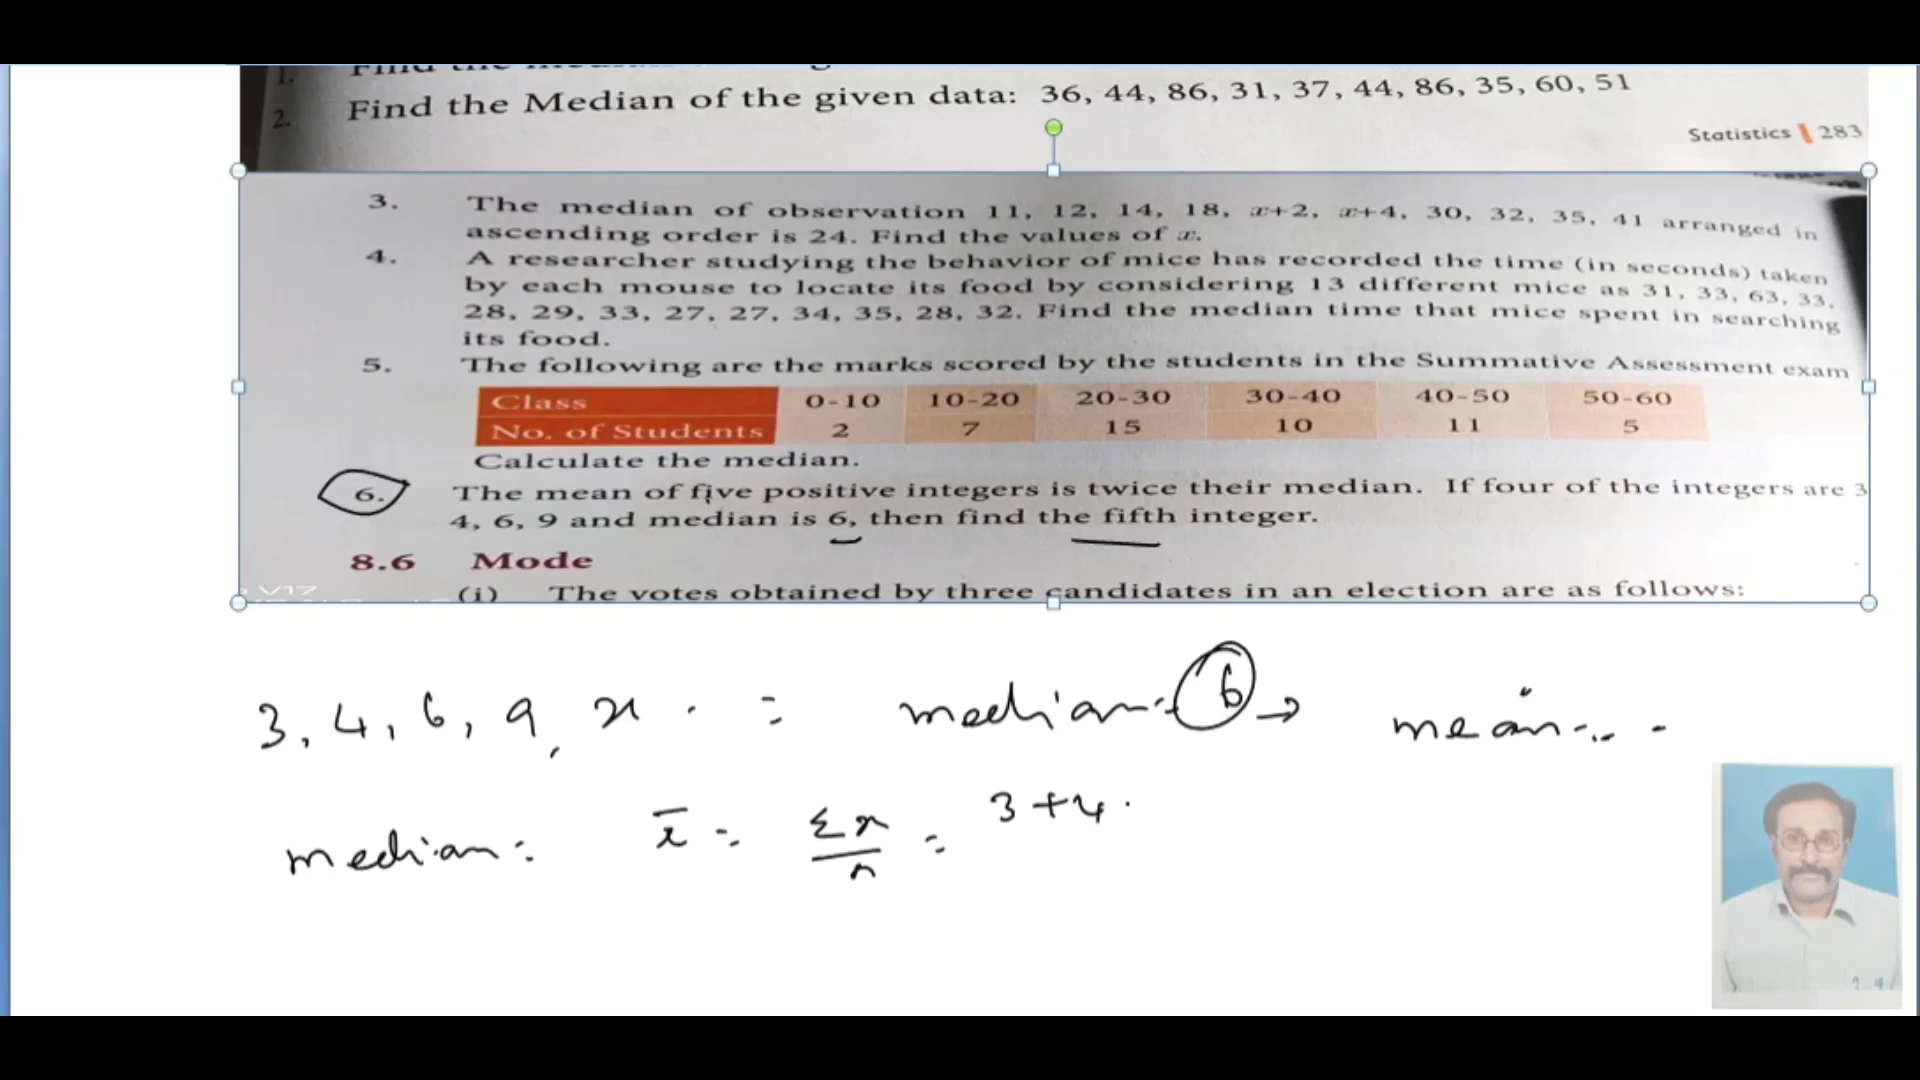 1. Find the median
2. Find the Median of the given data: 36, 44, 86, 31, 37, 44, 86, 35, 60, 51
Statistics 283
3. The median of observation 11, 12, 14, 18, x+2, x+4, 30, 32, 35, 41 arranged in
ascending order is 24. Find the values of x.
4. A researcher studying the behavior of mice has recorded the time (in seconds) taken
by each mouse to locate its food by considering 13 different mice as 31, 33, 63, 33,
28, 29, 33, 27, 27, 34, 35, 28, 32. Find the median time that mice spent in searching
its food.
5. The following are the marks scored by the students in the Summative Assessment exam
Class 0-10 10-20 20-30 30-40 40-50 50-60
No. of Students 2 7 15 10 11 5
Calculate the median.
6. The mean of five positive integers is twice their median. If four of the integers are 3
4, 6, 9 and median is 6, then find the fifth integer.
8.6 Mode
V17
(i) The votes obtained by three candidates in an election are as follows:
3, 4, 6, 9, x . = median = 6 → mean =
median = x̄ = Σx/n = 3+4